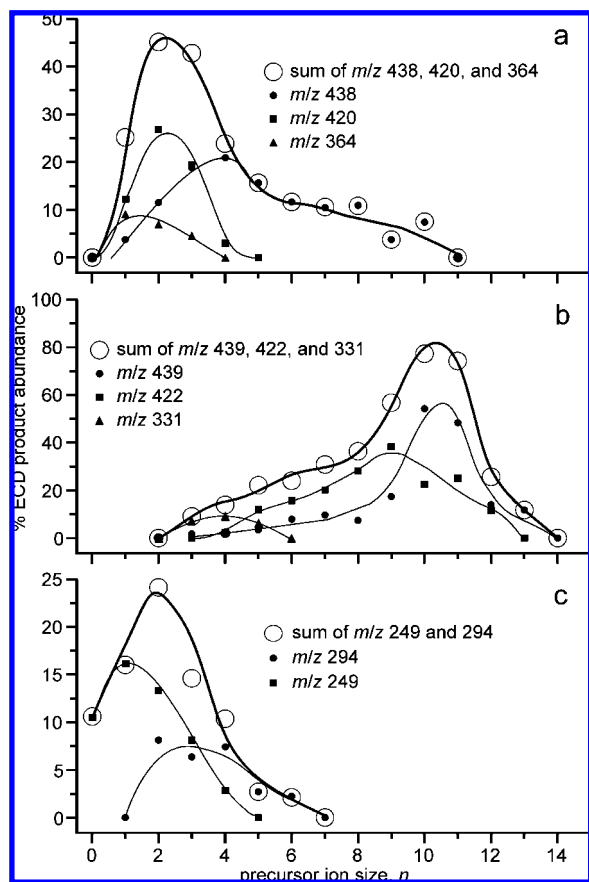 50
40
30
20
10
0
a
sum of m/z 438, 420, and 364
m/z 438
m/z 420
m/z 364
% ECD product abundance
100
80
60
40
20
0
b
sum of m/z 439, 422, and 331
m/z 439
m/z 422
m/z 331
25
20
15
10
5
0
c
sum of m/z 249 and 294
m/z 294
m/z 249
0 2 4 6 8 10 12 14
precursor ion size, n